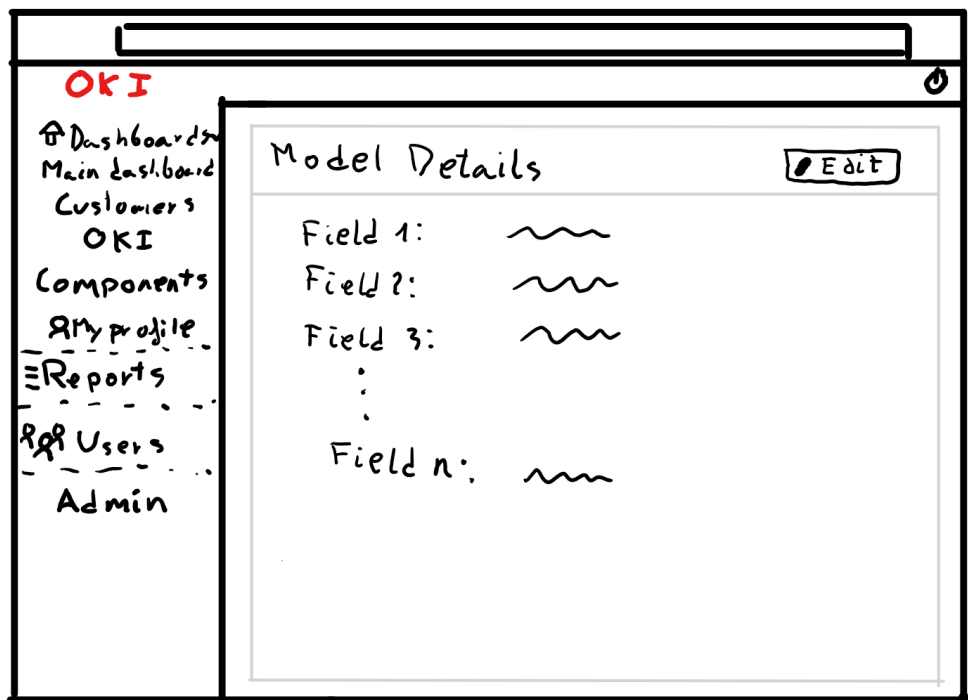 OKI
Dashboards
Main dashboard
Customers
OKI
Components
My profile
Reports
Users
Admin
Model Details
Edit
Field 1:
Field 2:
Field 3:
Field n: